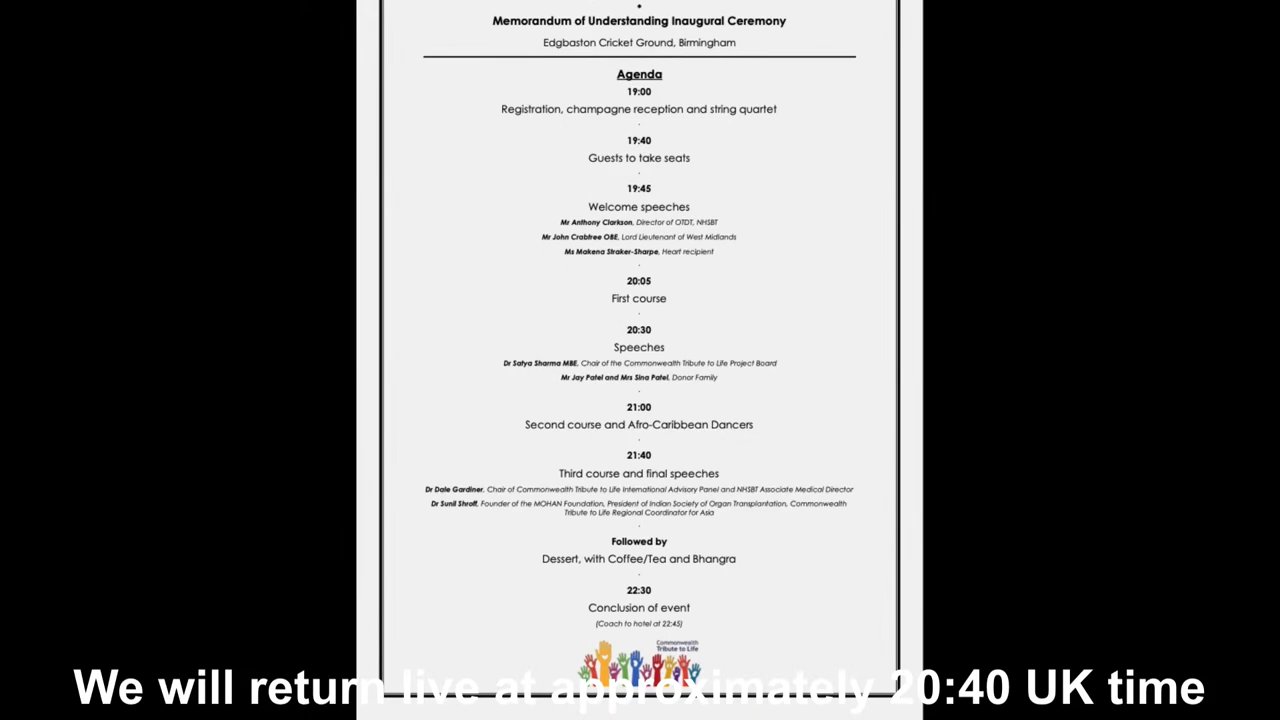 Memorandum of Understanding Inaugural Ceremony
Edgbaston Cricket Ground, Birmingham
Agenda
19:00
Registration, champagne reception and string quartet
19:40
Guests to take seats
19:45
Welcome speeches
Mr Anthony Clarkson, Director of OTDT, NHSBT
Mr John Crabtree OBE, Lord Lieutenant of West Midlands
Ms Makena Straker-Sharpe, Heart recipient
20:05
First course
20:30
Speeches
Dr Satya Sharma MBE, Chair of the Commonwealth Tribute to Life Project Board
Mr Jay Patel and Mrs Sina Patel, Donor Family
21:00
Second course and Afro-Caribbean Dancers
21:40
Third course and final speeches
Dr Dale Gardiner, Chair of Commonwealth Tribute to Life International Advisory Panel and NHSBT Associate Medical Director
Dr Sunil Shroff, Founder of the MOHAN Foundation, President of Indian Society of Organ Transplantation, Commonwealth
Tribute to Life Regional Coordinator for Asia
Followed by
Dessert, with Coffee/Tea and Bhangra
22:30
Conclusion of event
(Coach to hotel at 22:45)
Commonwealth
Tribute to Life
We will return live at approximately 20:40 UK time